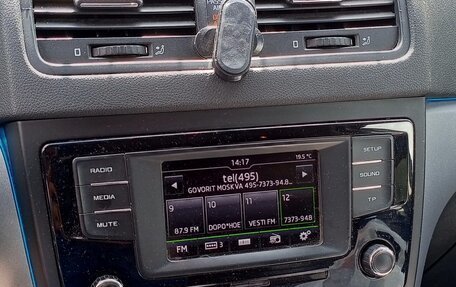 14:17
19.5 °C
tel(495)
GOVORIT MOSKVA 495-7373-94.8...
RADIO
MEDIA
MUTE
SETUP
SOUND
TP
9
10
11
12
87.9 FM
DOPO*HOE
VESTI FM
7373-948
FM
3